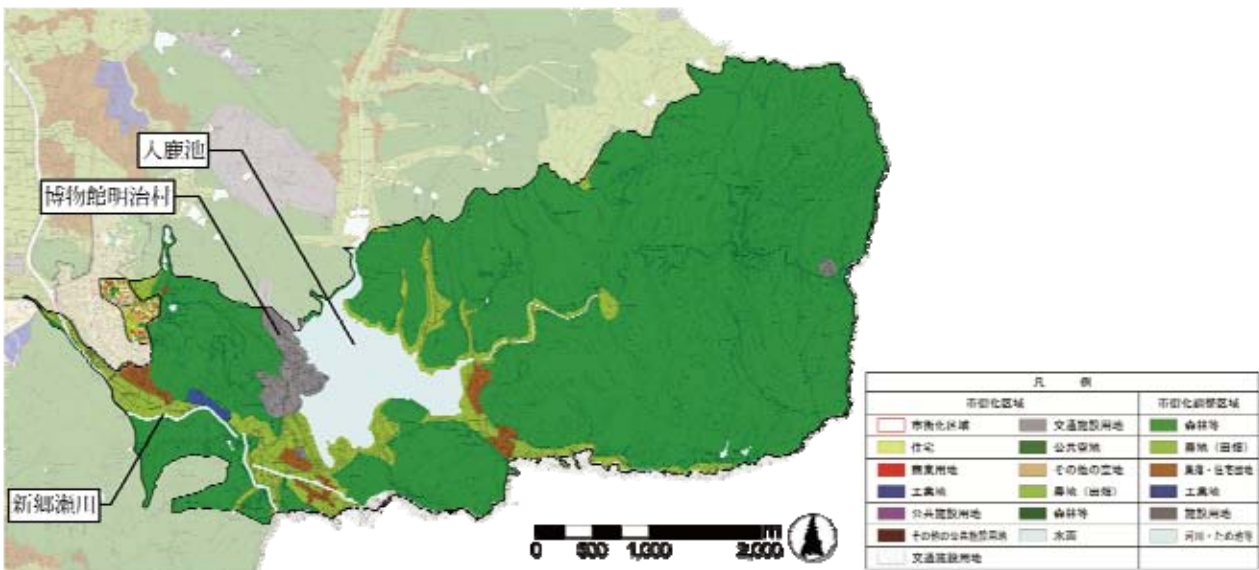 入鹿池
博物館明治村
新郷瀬川
0 500 1,000 2,000 m
凡 例
市街化区域 市街化調整区域
市街化区域 交通施設用地 森林等
住宅 公共空地 農地(田畑)
商業用地 その他の空地 集落・住宅団地
工業地 農地(田畑) 工業地
公共施設用地 森林等 施設用地
その他の公共施設用地 水面 河川・ため池等
交通施設用地